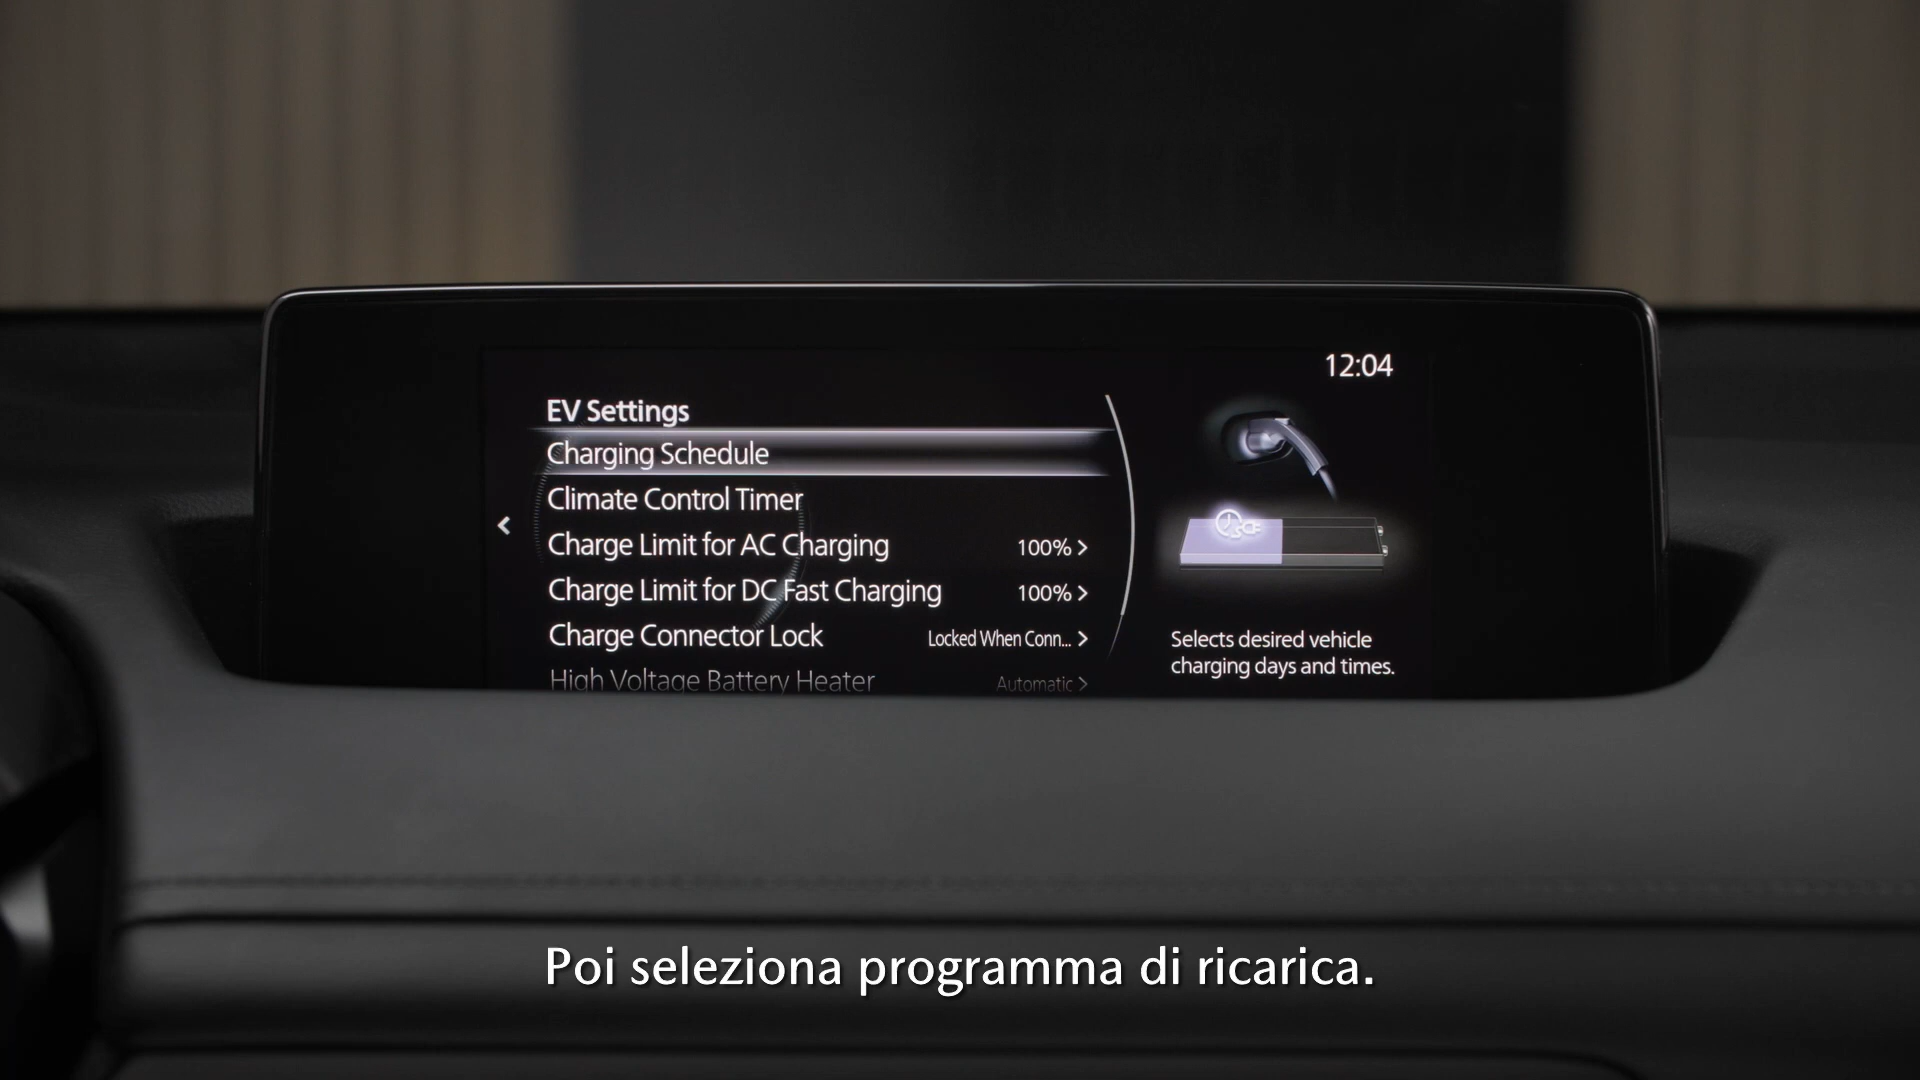 12:04
EV Settings
Charging Schedule
Climate Control Timer
Charge Limit for AC Charging 100% >
Charge Limit for DC Fast Charging 100% >
Charge Connector Lock Locked When Conn... >
High Voltage Battery Heater Automatic >
Selects desired vehicle
charging days and times.
Poi seleziona programma di ricarica.